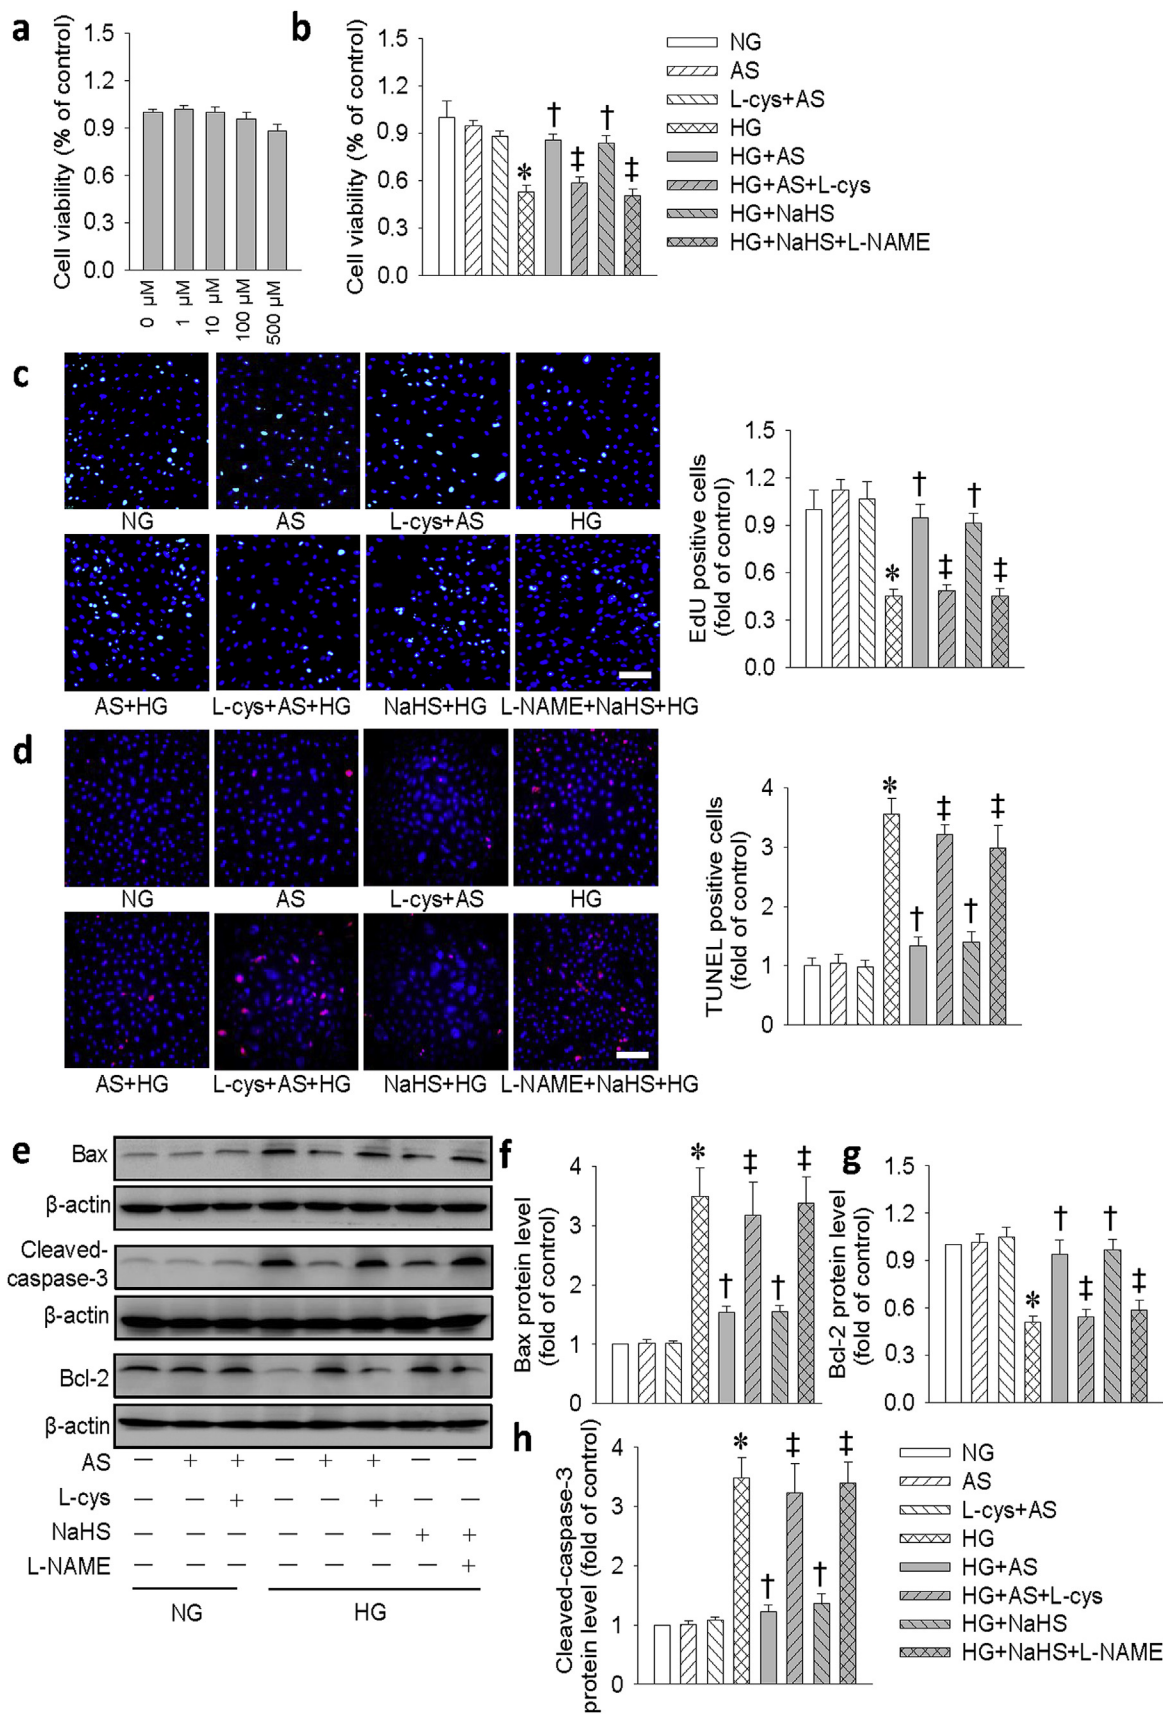 a
Cell viability (% of control)
1.5
1.2
0.9
0.6
0.3
0.0
0 μM
1 μM
10 μM
100 μM
500 μM
b
Cell viability (% of control)
1.5
1.2
0.9
0.6
0.3
0.0
*
†
‡
†
‡
NG
AS
L-cys+AS
HG
HG+AS
HG+AS+L-cys
HG+NaHS
HG+NaHS+L-NAME
c
NG
AS
L-cys+AS
HG
AS+HG
L-cys+AS+HG
NaHS+HG
L-NAME+NaHS+HG
EdU positive cells
(fold of control)
1.5
1.2
0.9
0.6
0.3
0.0
*
†
‡
†
‡
d
NG
AS
L-cys+AS
HG
AS+HG
L-cys+AS+HG
NaHS+HG
L-NAME+NaHS+HG
TUNEL positive cells
(fold of control)
4
3
2
1
0
*
†
‡
†
‡
e
Bax
β-actin
Cleaved-
caspase-3
β-actin
Bcl-2
β-actin
AS – + + – + + – –
L-cys – – + – – + – –
NaHS – – – – – – + +
L-NAME – – – – – – – +
NG
HG
f
Bax protein level
(fold of control)
4
3
2
1
0
*
†
‡
†
‡
g
Bcl-2 protein level
(fold of control)
1.5
1.2
0.9
0.6
0.3
0.0
*
†
‡
†
‡
h
Cleaved-caspase-3
protein level (fold of control)
4
3
2
1
0
*
†
‡
†
‡
NG
AS
L-cys+AS
HG
HG+AS
HG+AS+L-cys
HG+NaHS
HG+NaHS+L-NAME